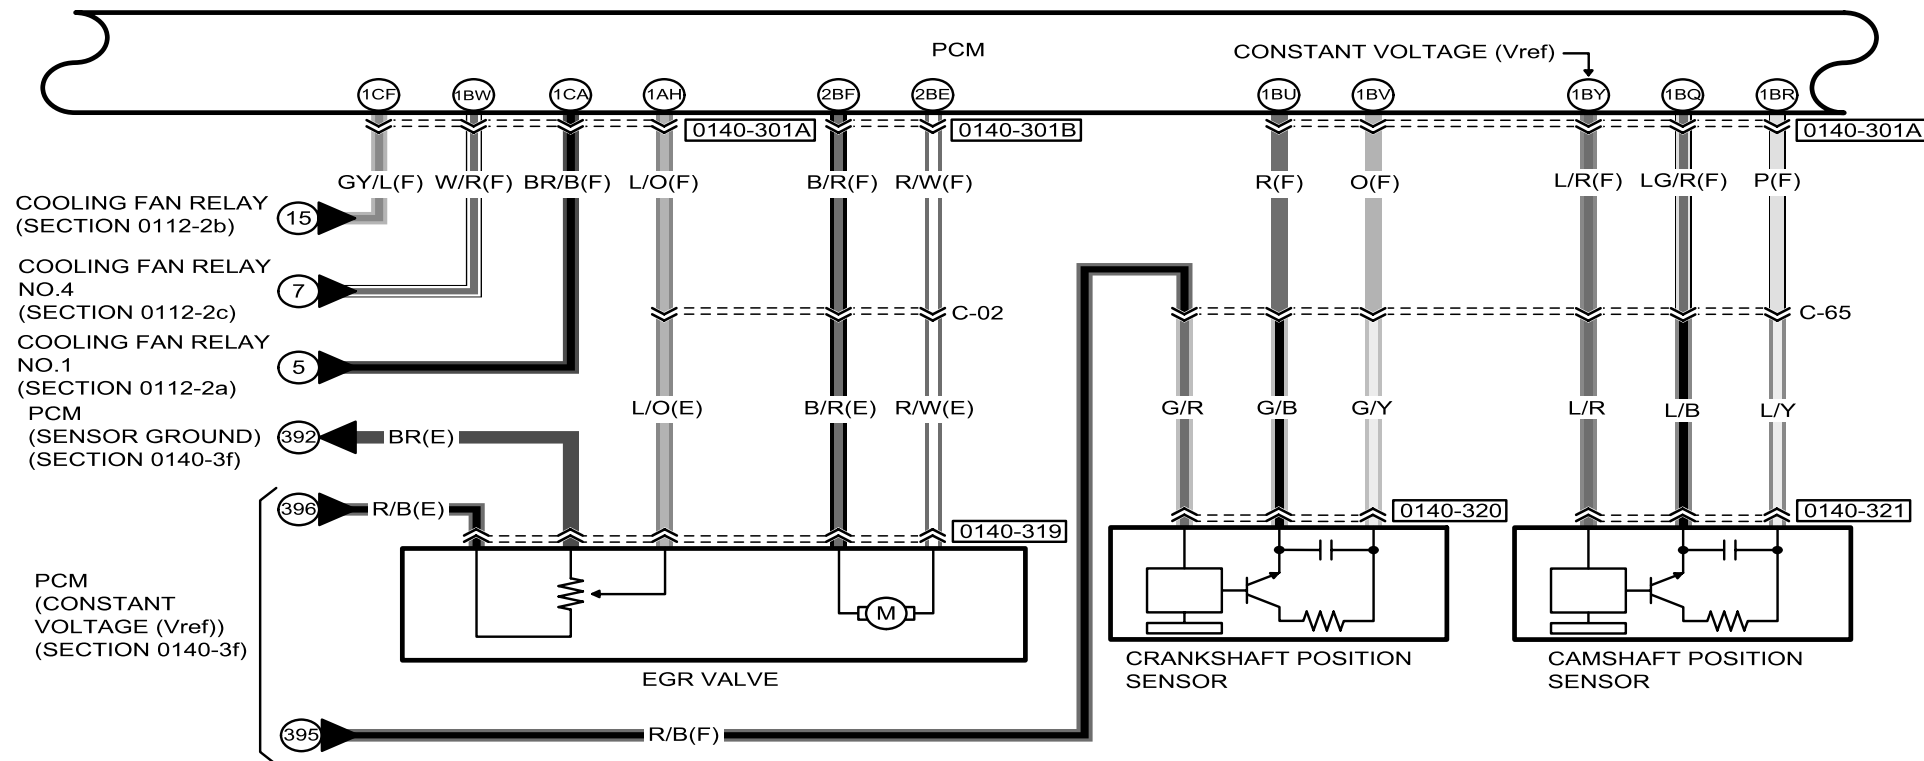 PCM
CONSTANT VOLTAGE (Vref)
1CF 1BW 1CA 1AH 2BF 2BE 1BU 1BV 1BY 1BQ 1BR
0140-301A 0140-301B 0140-301A
GY/L(F) W/R(F) BR/B(F) L/O(F) B/R(F) R/W(F) R(F) O(F) L/R(F) LG/R(F) P(F)
COOLING FAN RELAY
(SECTION 0112-2b)
15
COOLING FAN RELAY
NO.4
(SECTION 0112-2c)
7
C-02 C-65
COOLING FAN RELAY
NO.1
(SECTION 0112-2a)
5
L/O(E) B/R(E) R/W(E) G/R G/B G/Y L/R L/B L/Y
PCM
(SENSOR GROUND)
(SECTION 0140-3f)
392 BR(E)
396 R/B(E)
0140-319 0140-320 0140-321
PCM
(CONSTANT
VOLTAGE (Vref))
(SECTION 0140-3f)
M
EGR VALVE
CRANKSHAFT POSITION
SENSOR
CAMSHAFT POSITION
SENSOR
395 R/B(F)